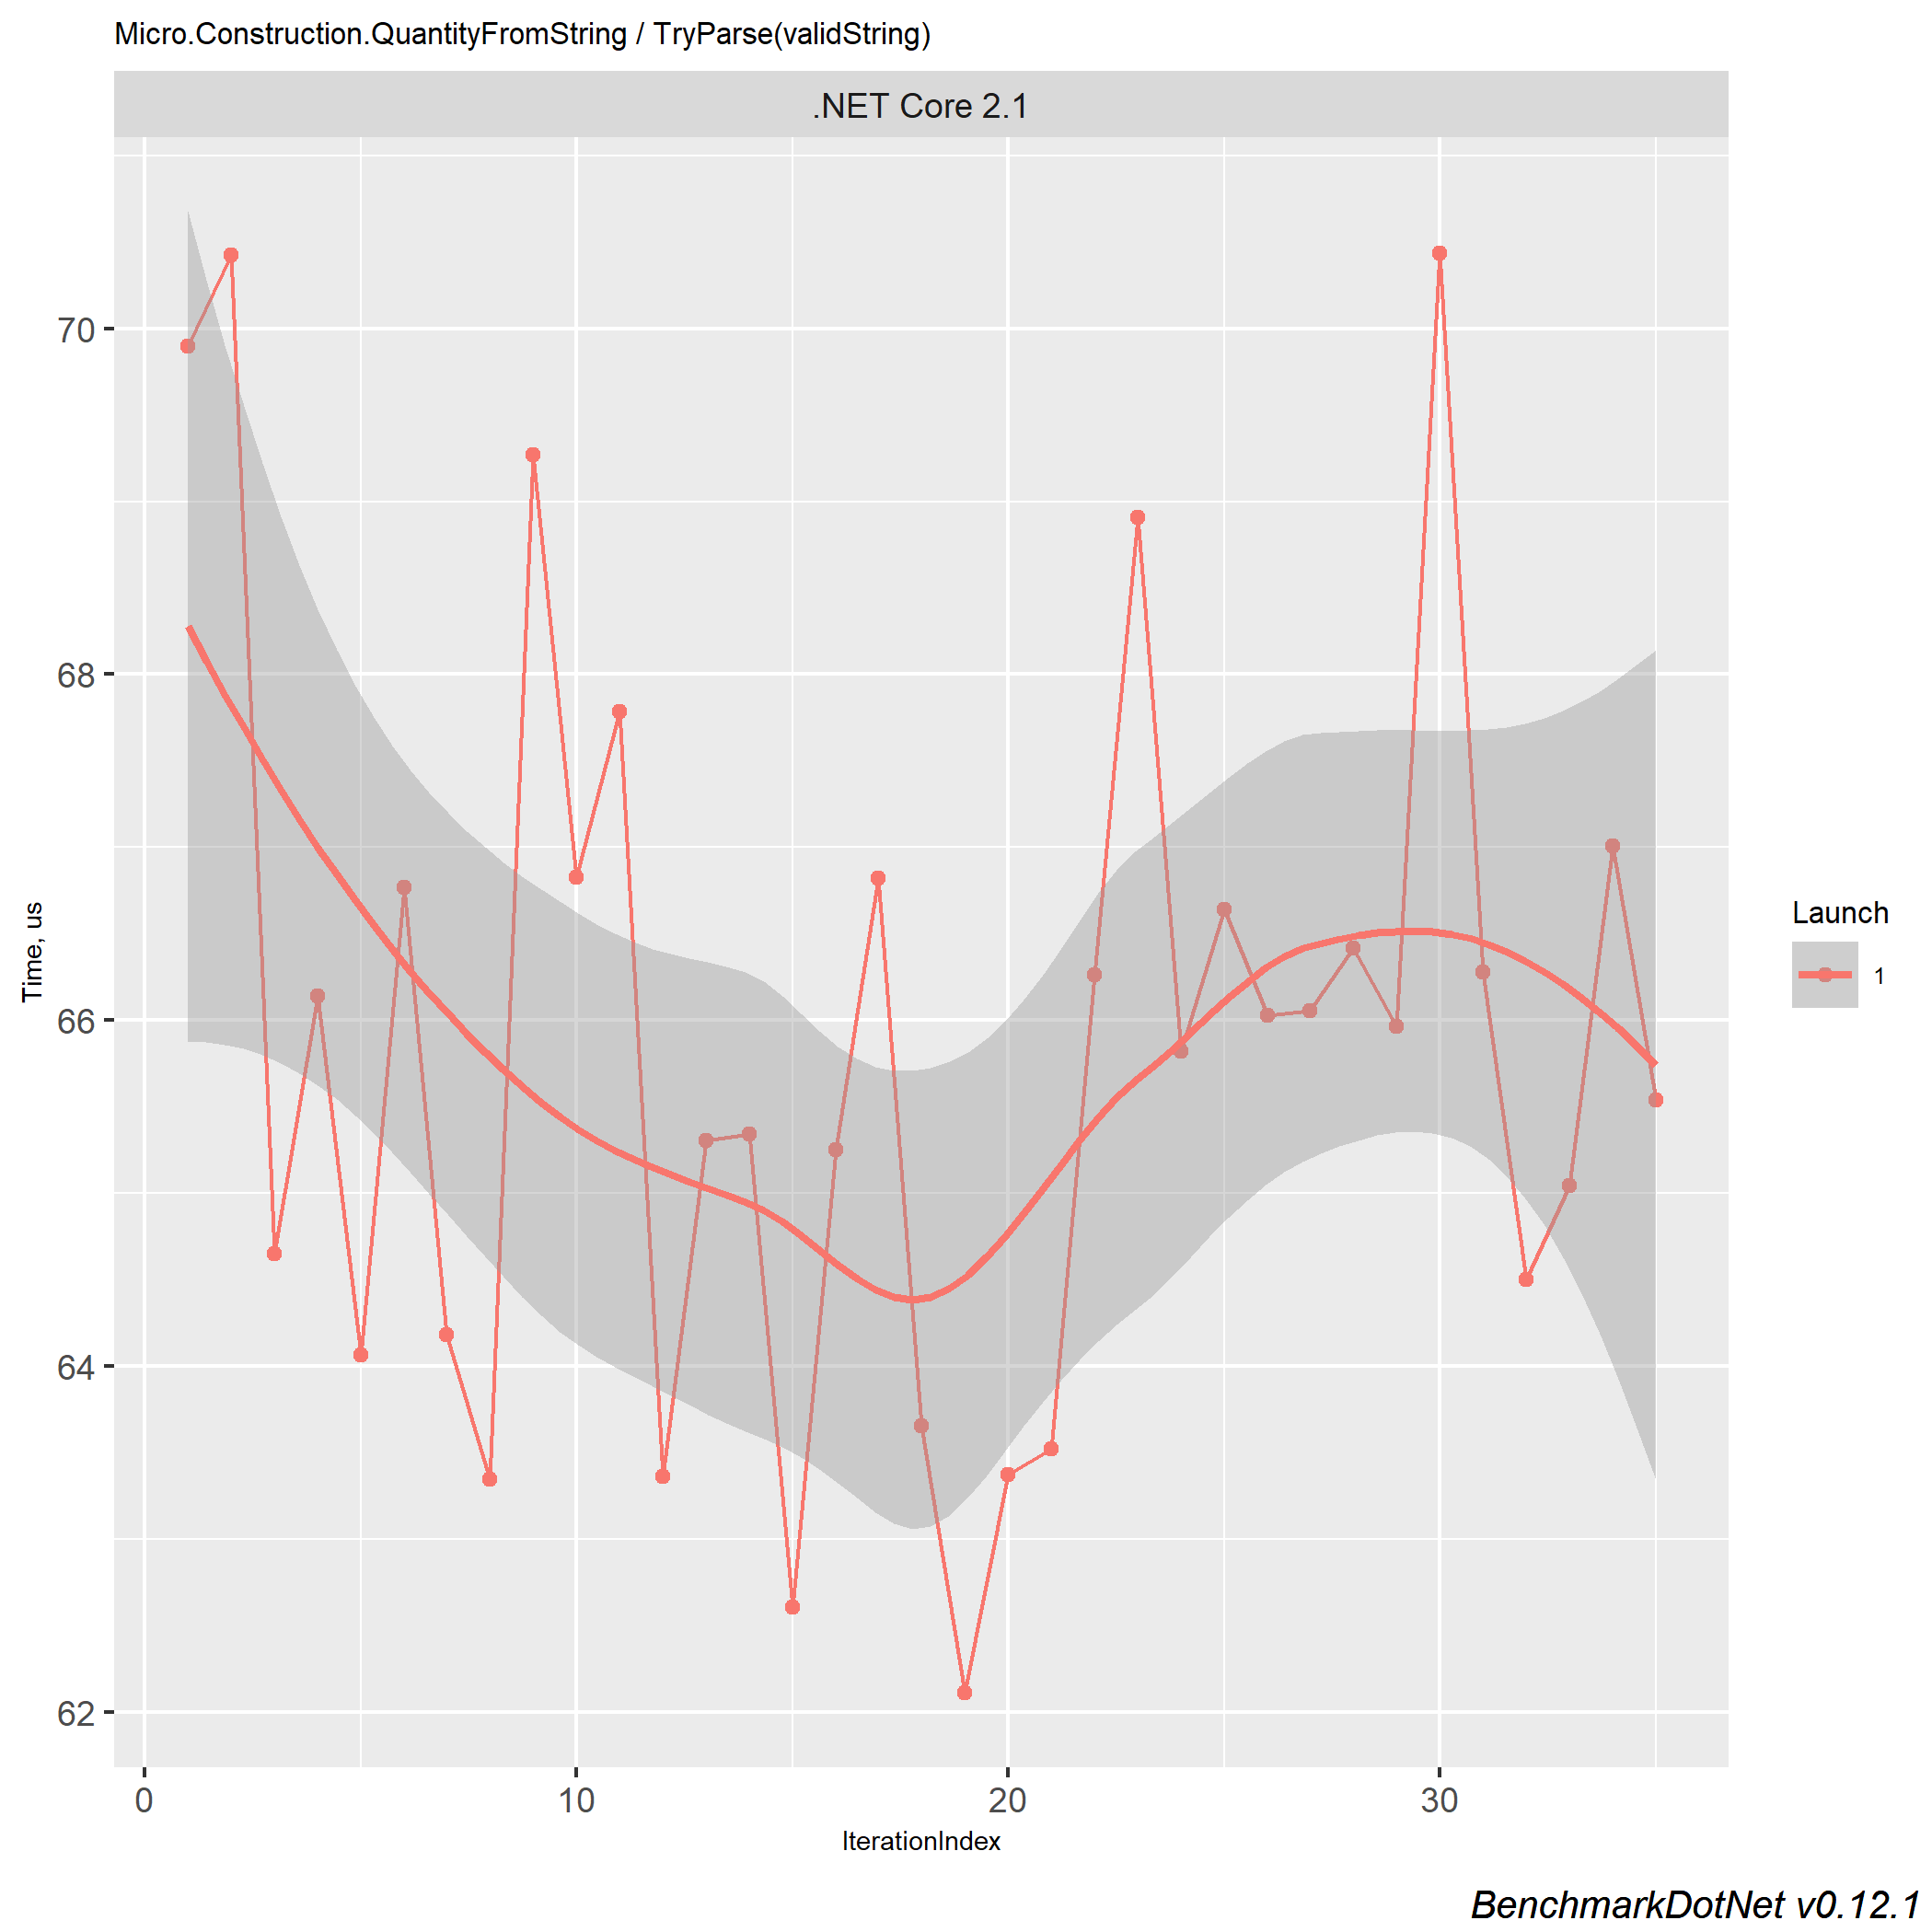 Micro.Construction.QuantityFromString / TryParse(validString)
.NET Core 2.1
70
68
66
64
62
Time, us
0 10 20 30
IterationIndex
Launch
1
BenchmarkDotNet v0.12.1